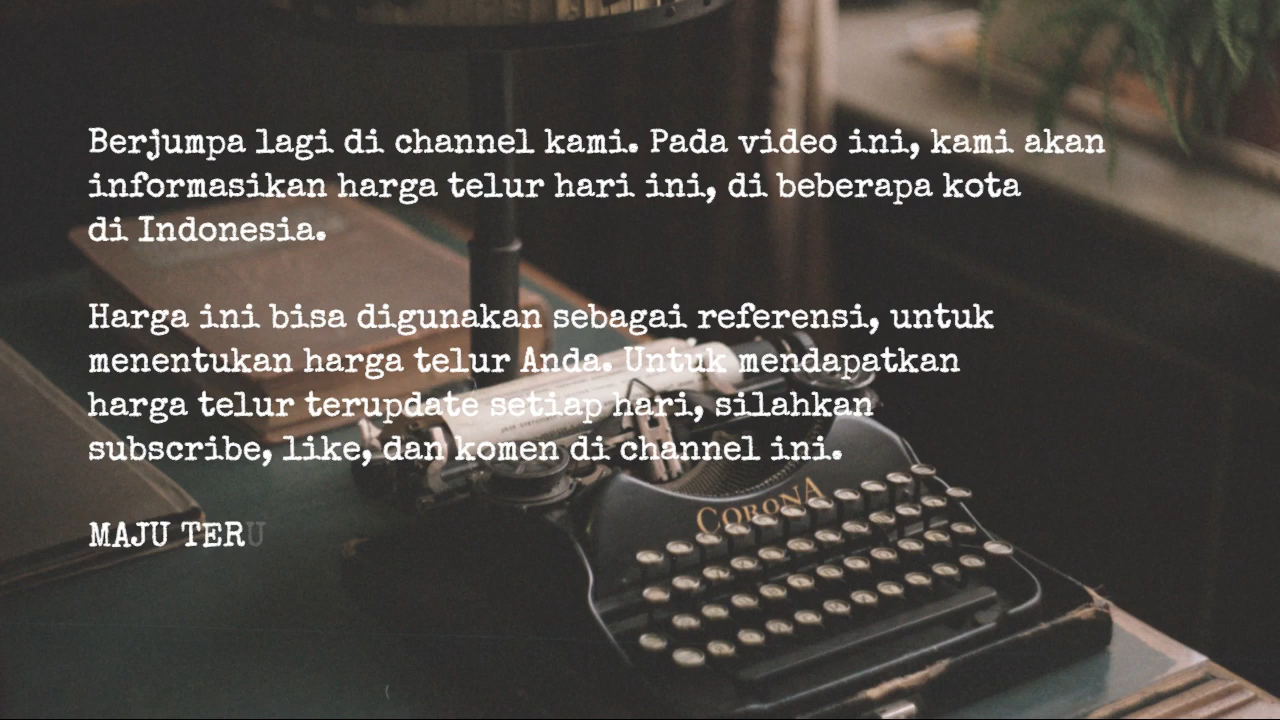 Berjumpa lagi di channel kami. Pada video ini, kami akan
informasikan harga telur hari ini, di beberapa kota
di Indonesia.
Harga ini bisa digunakan sebagai referensi, untuk
menentukan harga telur Anda. Untuk mendapatkan
harga telur terupdate setiap hari, silahkan
subscribe, like, dan komen di channel ini.
MAJU TERU
CORONA